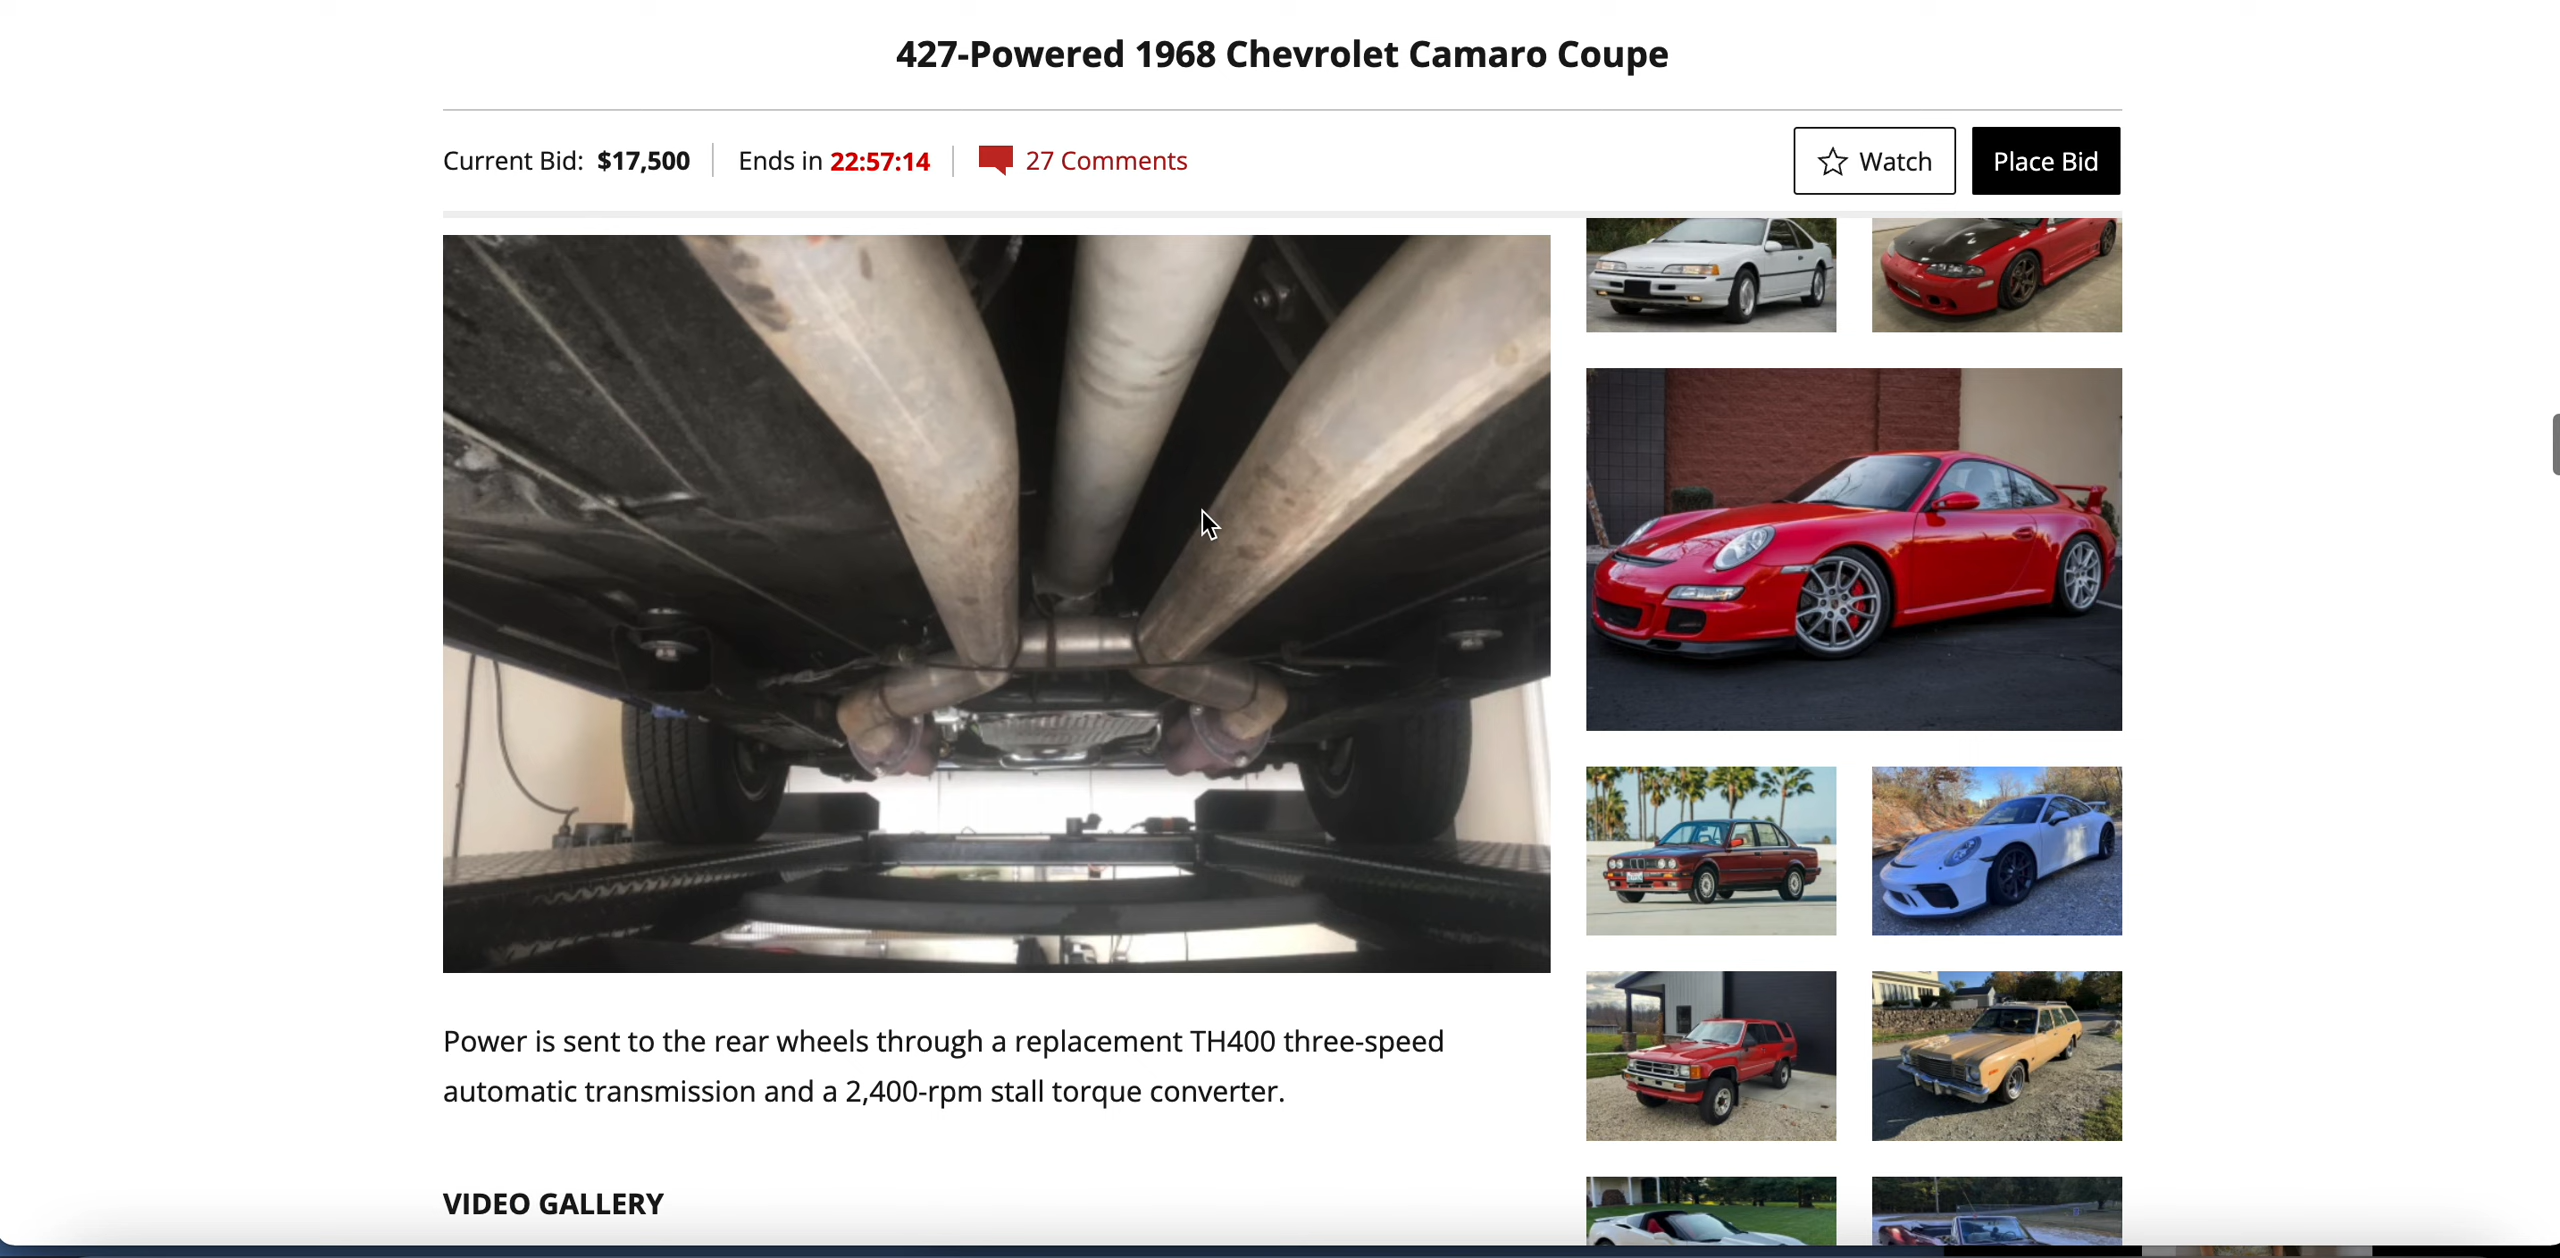 427-Powered 1968 Chevrolet Camaro Coupe
Current Bid: $17,500 Ends in 22:57:14 27 Comments Watch Place Bid
Power is sent to the rear wheels through a replacement TH400 three-speed
automatic transmission and a 2,400-rpm stall torque converter.
VIDEO GALLERY